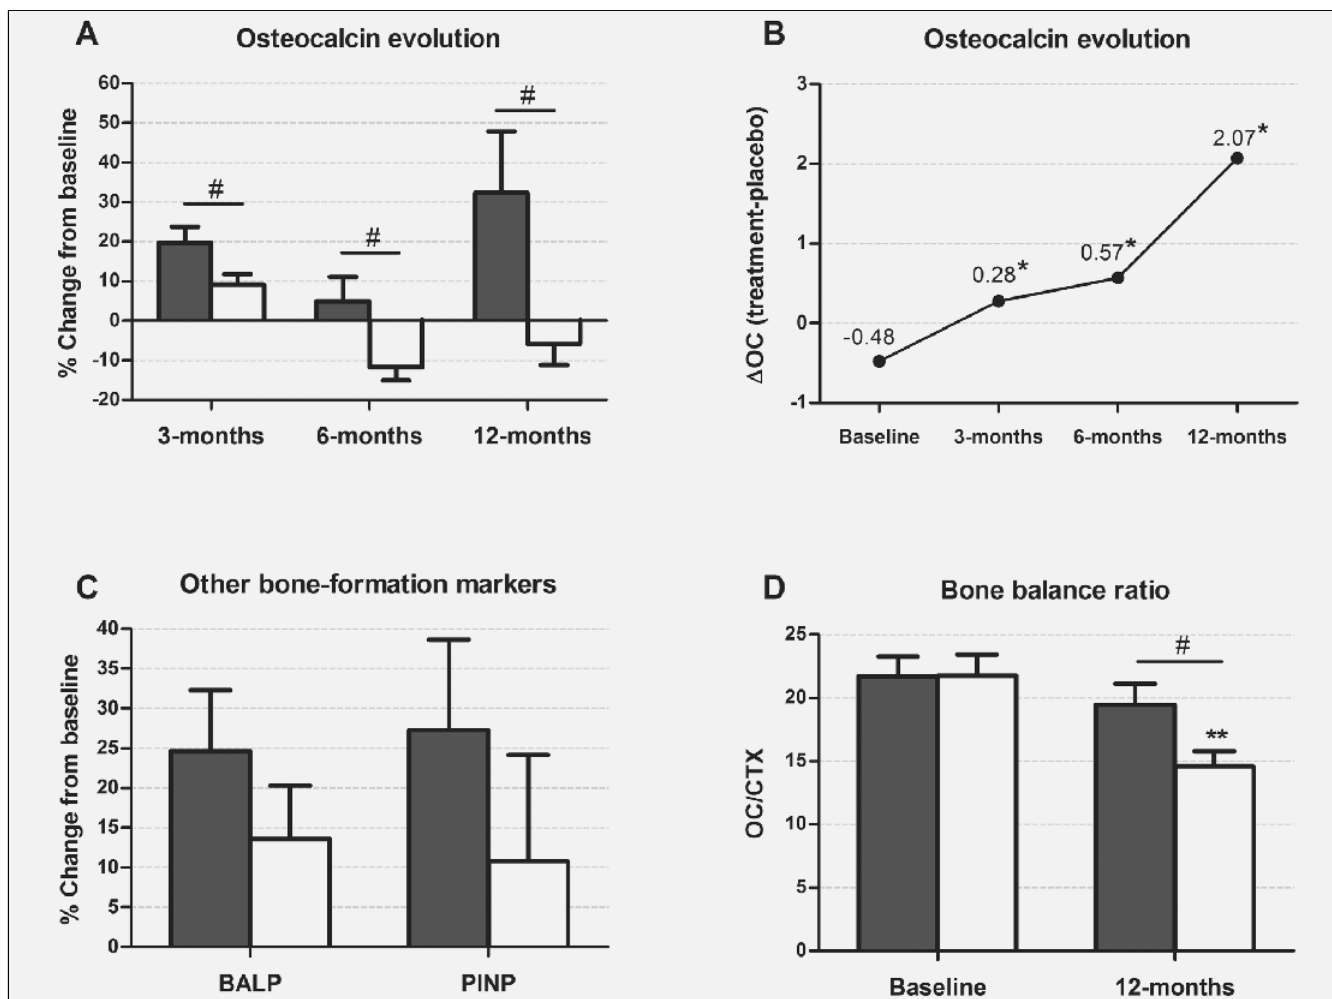 A
Osteocalcin evolution
% Change from baseline
60
50
40
30
20
10
0
-10
-20
#
#
#
3-months
6-months
12-months
B
Osteocalcin evolution
ΔOC (treatment-placebo)
3
2
1
0
-1
-0.48
0.28*
0.57*
2.07*
Baseline
3-months
6-months
12-months
C
Other bone-formation markers
% Change from baseline
40
35
30
25
20
15
10
5
0
BALP
PINP
D
Bone balance ratio
OC/CTX
25
20
15
10
5
0
#
**
Baseline
12-months